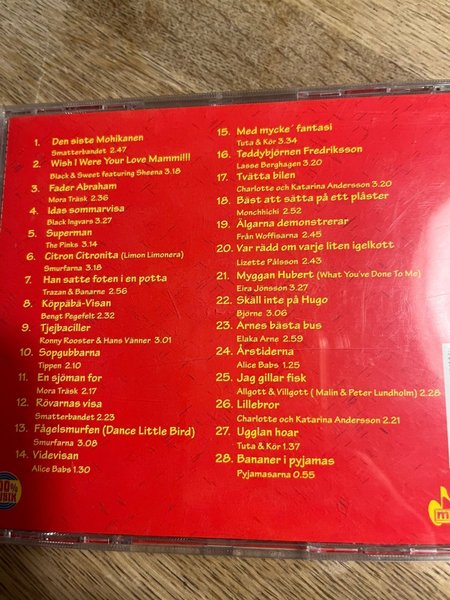 1. Den siste Mohikanen
Smatterbandet 2.47
2. Wish I Were Your Love Mammi!!!
Black & Sweet featuring Sheena 3.18
3. Fader Abraham
Mora Träsk 2.36
4. Idas sommarvisa
Black Ingvars 3.27
5. Superman
The Pinks 3.14
6. Citron Citronita (Limon Limonera)
Smurfarna 3.18
7. Han satte foten i en potta
Trazan & Banarne 2.56
8. Köppäbä-Visan
Bengt Pegefelt 2.32
9. Tjejbaciller
Ronny Rooster & Hans Vänner 3.01
10. Sopgubbarna
Tippen 2.10
11. En sjöman för
Mora Träsk 2.17
12. Rövarnas visa
Smatterbandet 2.23
13. Fågelsmurfen (Dance Little Bird)
Smurfarna 3.08
14. Videvisan
Alice Babs 1.30
15. Med mycke´ fantasi
Tuta & Kör 3.34
16. Teddybjörnen Fredriksson
Lasse Berghagen 3.20
17. Tvätta bilen
Charlotte och Katarina Andersson 3.20
18. Bäst att sätta på ett plåster
Monchhichi 2.52
19. Älgarna demonstrerar
Från Woffisarna 2.45
20. Var rädd om varje liten igelkott
Lizette Pålsson 2.43
21. Myggan Hubert (What You've Done To Me)
Eira Jönsson 3.27
22. Skäll inte på Hugo
Björne 3.06
23. Arnes bästa bus
Elaka Arne 2.59
24. Årstiderna
Alice Babs 1.25
25. Jag gillar fisk
Allgott & Villgott ( Malin & Peter Lundholm) 2.28
26. Lillebror
Charlotte och Katarina Andersson 2.21
27. Ugglan hoar
Tuta & Kör 1.37
28. Bananer i pyjamas
Pyjamasarna 0.55